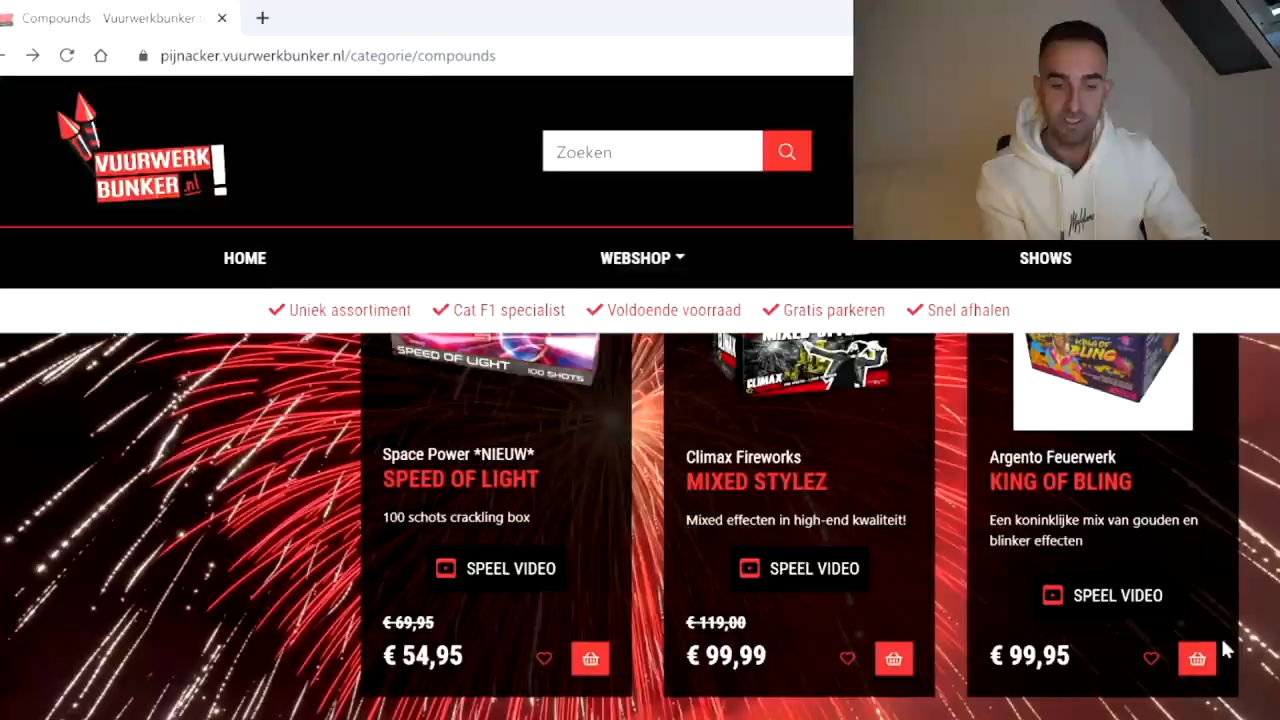 Compounds Vuurwerkbunker.
pijnacker.vuurwerkbunker.nl/categorie/compounds
VUURWERK
BUNKER.nl!
Zoeken
HOME
WEBSHOP
SHOWS
Uniek assortiment
Cat F1 specialist
Voldoende voorraad
Gratis parkeren
Snel afhalen
SPEED OF LIGHT
100 SHOTS
CLIMAX
KING OF
BLING
Space Power *NIEUW*
SPEED OF LIGHT
100 schots crackling box
SPEEL VIDEO
€ 69,95
€ 54,95
Climax Fireworks
MIXED STYLEZ
Mixed effecten in high-end kwaliteit!
SPEEL VIDEO
€ 119,00
€ 99,99
Argento Feuerwerk
KING OF BLING
Een koninklijke mix van gouden en
blinker effecten
SPEEL VIDEO
€ 99,95